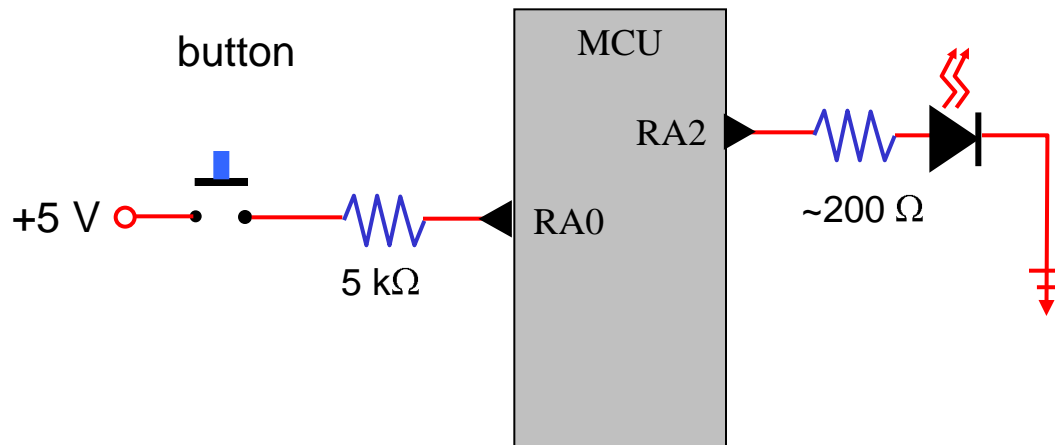 button
MCU
RA2
+5 V
RA0
~200 Ω
5 kΩ